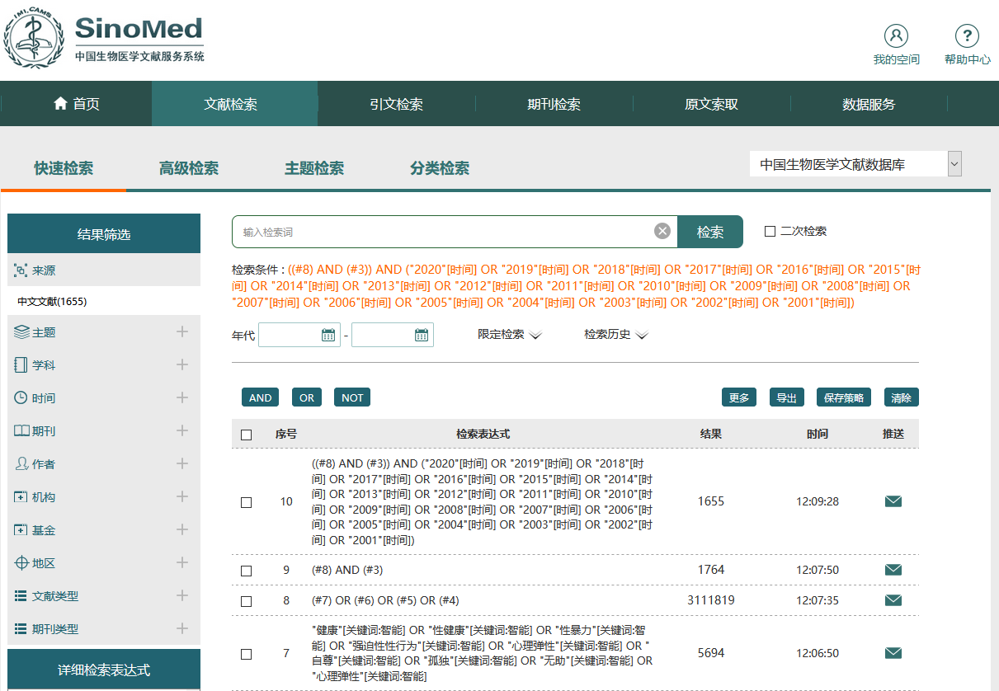 IMI.CAMS
SinoMed
中国生物医学文献服务系统
我的空间
帮助中心
首页
文献检索
引文检索
期刊检索
原文索取
数据服务
快速检索
高级检索
主题检索
分类检索
中国生物医学文献数据库
结果筛选
来源
中文文献(1655)
主题
学科
时间
期刊
作者
机构
基金
地区
文献类型
期刊类型
详细检索表达式
输入检索词
检索
二次检索
检索条件：((#8) AND (#3)) AND ("2020"[时间] OR "2019"[时间] OR "2018"[时间] OR "2017"[时间] OR "2016"[时间] OR "2015"[时
间] OR "2014"[时间] OR "2013"[时间] OR "2012"[时间] OR "2011"[时间] OR "2010"[时间] OR "2009"[时间] OR "2008"[时间] OR
"2007"[时间] OR "2006"[时间] OR "2005"[时间] OR "2004"[时间] OR "2003"[时间] OR "2002"[时间] OR "2001"[时间])
年代 - 限定检索 检索历史
AND OR NOT 更多 导出 保存策略 清除
序号 检索表达式 结果 时间 推送
((#8) AND (#3)) AND ("2020"[时间] OR "2019"[时间] OR "2018"[时
间] OR "2017"[时间] OR "2016"[时间] OR "2015"[时间] OR "2014"[时间]
OR "2013"[时间] OR "2012"[时间] OR "2011"[时间] OR "2010"[时间]
10 OR "2009"[时间] OR "2008"[时间] OR "2007"[时间] OR "2006"[时 1655 12:09:28
间] OR "2005"[时间] OR "2004"[时间] OR "2003"[时间] OR "2002"[时
间] OR "2001"[时间])
9 (#8) AND (#3) 1764 12:07:50
8 (#7) OR (#6) OR (#5) OR (#4) 3111819 12:07:35
"健康"[关键词:智能] OR "性健康"[关键词:智能] OR "性暴力"[关键词:智
能] OR "强迫性性行为"[关键词:智能] OR "心理弹性"[关键词:智能] OR "
7 自尊"[关键词:智能] OR "孤独"[关键词:智能] OR "无助"[关键词:智能] OR 5694 12:06:50
"心理弹性"[关键词:智能]